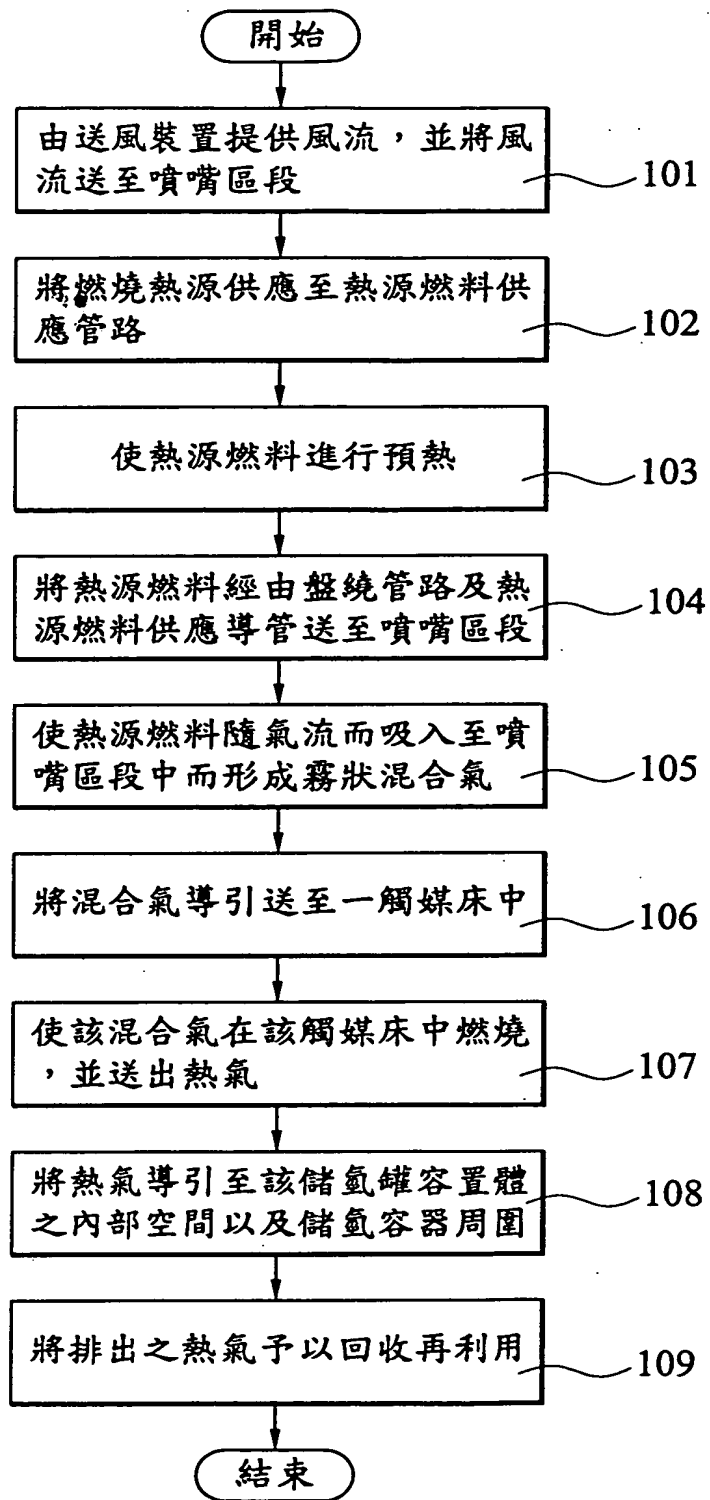 開始
由送風裝置提供風流，並將風
流送至噴嘴區段
101
將燃燒熱源供應至熱源燃料供
應管路
102
使熱源燃料進行預熱
103
將熱源燃料經由盤繞管路及熱
源燃料供應導管送至噴嘴區段
104
使熱源燃料隨氣流而吸入至噴
嘴區段中而形成霧狀混合氣
105
將混合氣導引送至一觸媒床中
106
使該混合氣在該觸媒床中燃燒
，並送出熱氣
107
將熱氣導引至該儲氫罐容置體
之內部空間以及儲氫容器周圍
108
將排出之熱氣予以回收再利用
109
結束